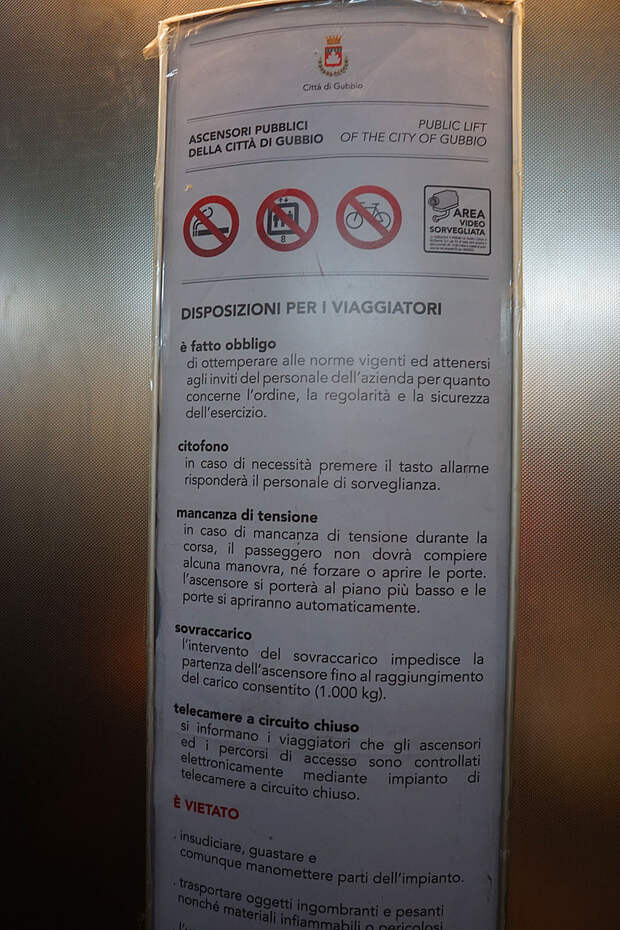 Città di Gubbio
ASCENSORI PUBBLICI
DELLA CITTÀ DI GUBBIO
PUBLIC LIFT
OF THE CITY OF GUBBIO
8
AREA
VIDEO
SORVEGLIATA
DISPOSIZIONI PER I VIAGGIATORI
è fatto obbligo
di ottemperare alle norme vigenti ed attenersi
agli inviti del personale dell'azienda per quanto
concerne l'ordine, la regolarità e la sicurezza
dell'esercizio.
citofono
in caso di necessità premere il tasto allarme
risponderà il personale di sorveglianza.
mancanza di tensione
in caso di mancanza di tensione durante la
corsa, il passeggero non dovrà compiere
alcuna manovra, né forzare o aprire le porte.
l'ascensore si porterà al piano più basso e le
porte si apriranno automaticamente.
sovraccarico
l'intervento del sovraccarico impedisce la
partenza dell'ascensore fino al raggiungimento
del carico consentito (1.000 kg).
telecamere a circuito chiuso
si informano i viaggiatori che gli ascensori
ed i percorsi di accesso sono controllati
elettronicamente mediante impianto di
telecamere a circuito chiuso.
È VIETATO
. insudiciare, guastare e
comunque manomettere parti dell'impianto.
. trasportare oggetti ingombranti e pesanti
nonché materiali infiammabili o pericolosi